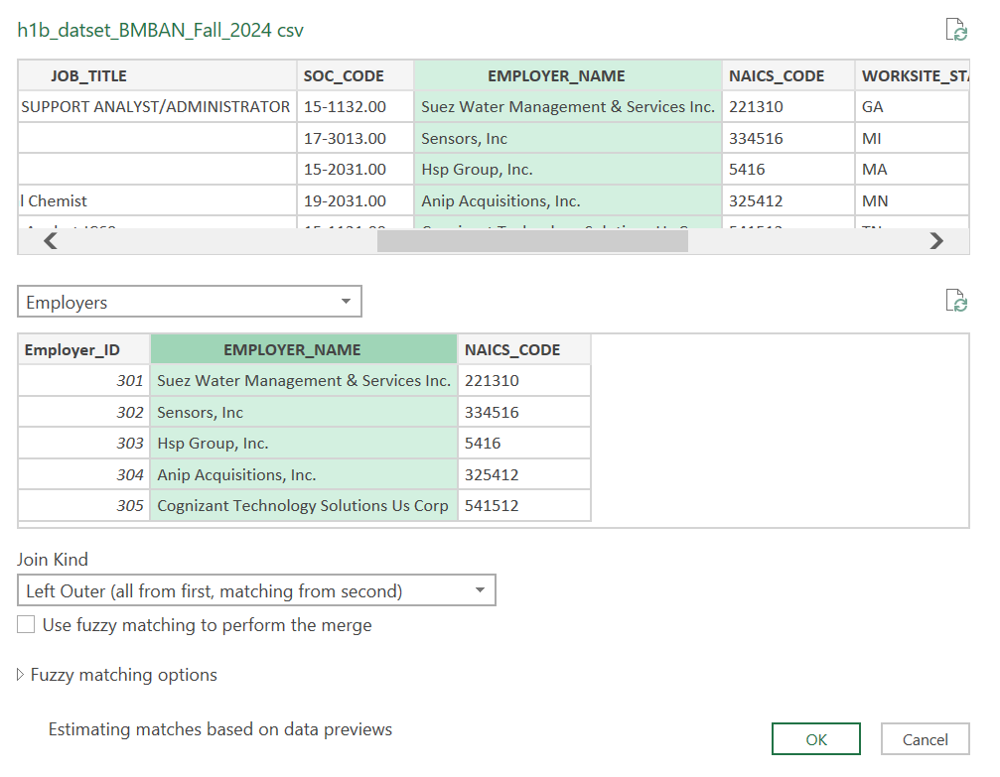 h1b_datset_BMBAN_Fall_2024 csv
JOB_TITLE SOC_CODE EMPLOYER_NAME NAICS_CODE WORKSITE_STA
SUPPORT ANALYST/ADMINISTRATOR 15-1132.00 Suez Water Management & Services Inc. 221310 GA
17-3013.00 Sensors, Inc 334516 MI
15-2031.00 Hsp Group, Inc. 5416 MA
l Chemist 19-2031.00 Anip Acquisitions, Inc. 325412 MN
Employers
Employer_ID EMPLOYER_NAME NAICS_CODE
301 Suez Water Management & Services Inc. 221310
302 Sensors, Inc 334516
303 Hsp Group, Inc. 5416
304 Anip Acquisitions, Inc. 325412
305 Cognizant Technology Solutions Us Corp 541512
Join Kind
Left Outer (all from first, matching from second)
Use fuzzy matching to perform the merge
Fuzzy matching options
Estimating matches based on data previews
OK Cancel